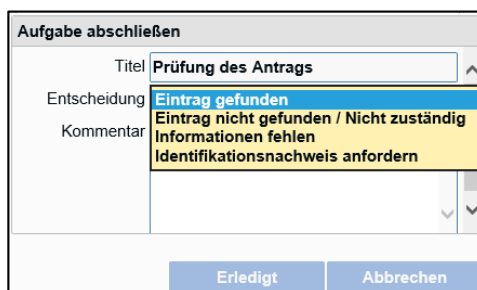 Aufgabe abschließen
Titel Prüfung des Antrags
Entscheidung Eintrag gefunden
Eintrag nicht gefunden / Nicht zuständig
Kommentar Informationen fehlen
Identifikationsnachweis anfordern
Erledigt Abbrechen